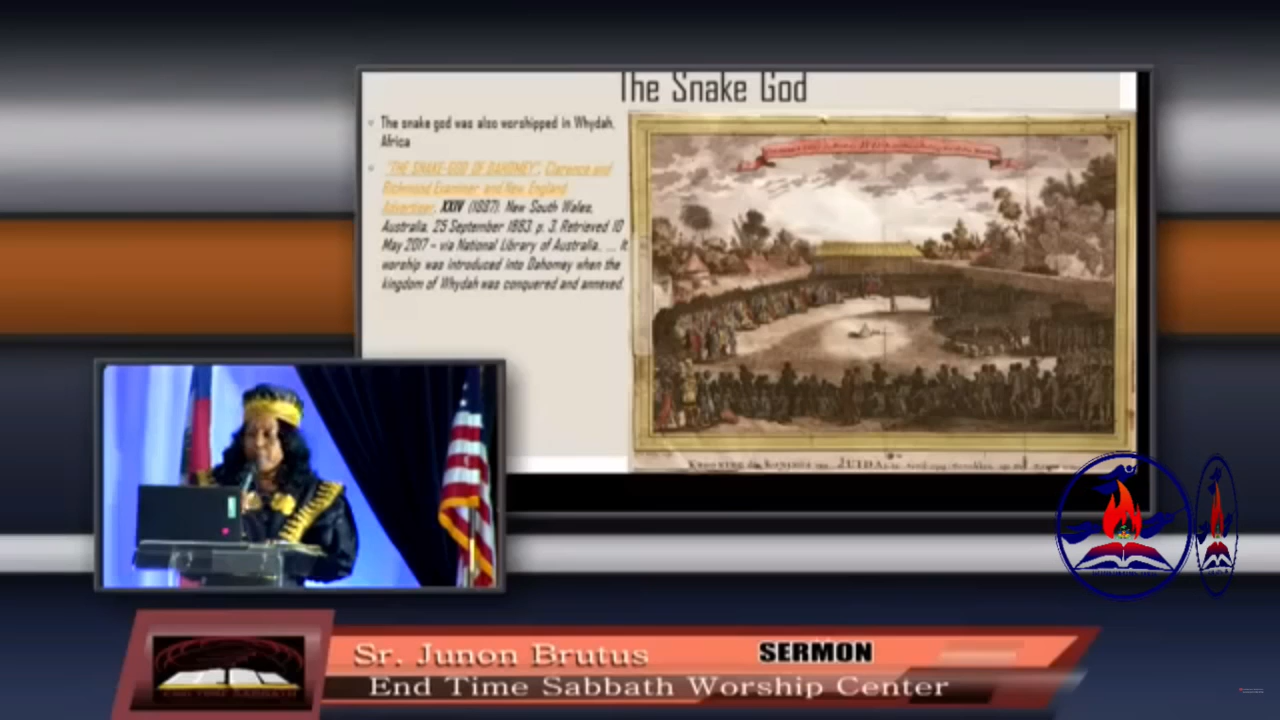 The Snake God
The snake god was also worshipped in Whydah,
Africa
"THE SNAKE-GOD OF DAHOMEY", Clarence and
Richmond Examiner and New England
Advertiser. XXIV (1887). New South Wales,
Australia. 25 September 1883. p. 3. Retrieved 10
May 2017 – via National Library of Australia. ... It
worship was introduced into Dahomey when the
kingdom of Whydah was conquered and annexed.
Sr. Junon Brutus
SERMON
End Time Sabbath Worship Center